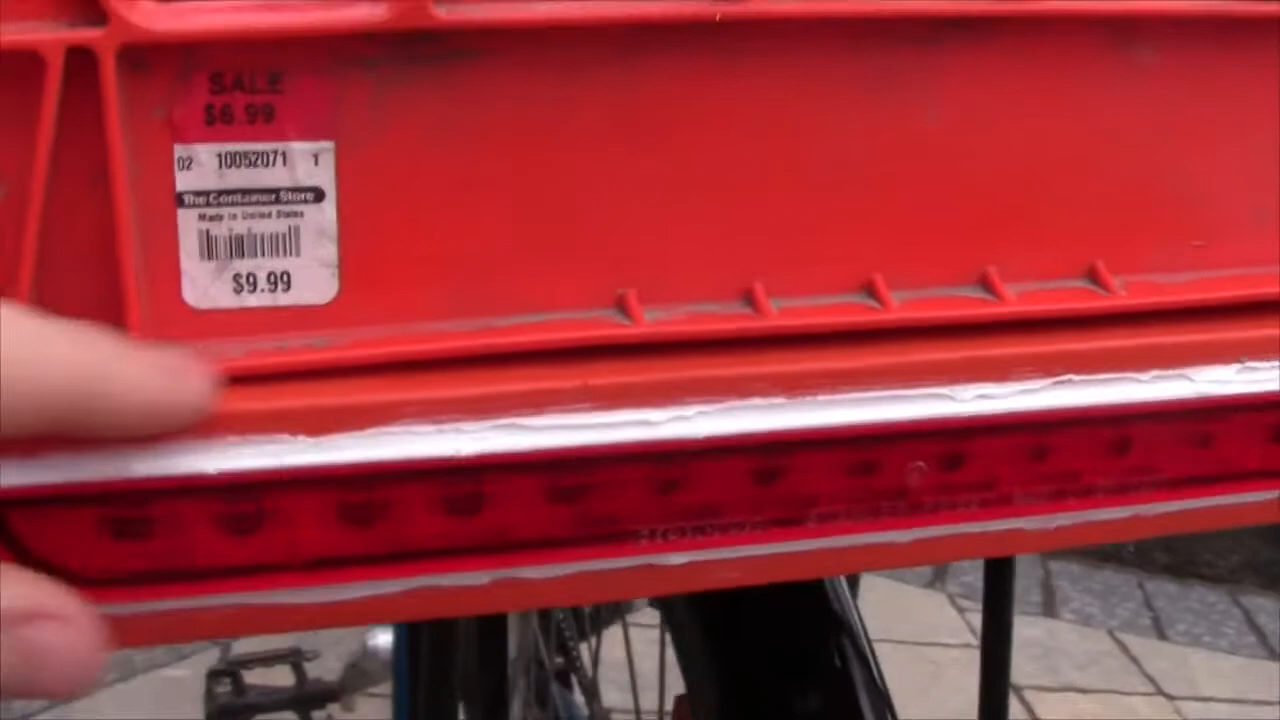 SALE
$6.99
02 10052071 1
The Container Store
Made in United States
$9.99